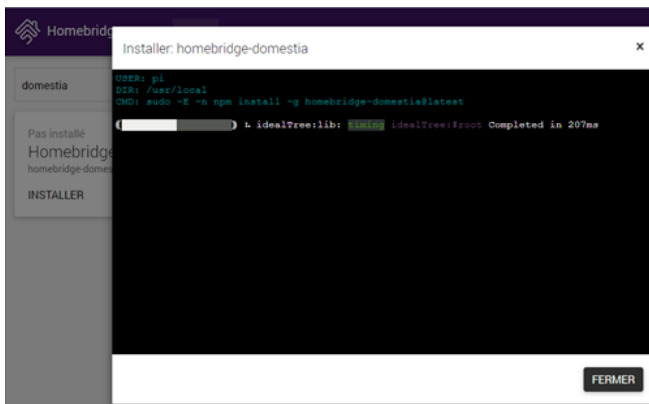 Homebridg
Installer: homebridge-domestia
x
domestia
USER: pi
DIR: /usr/local
CMD: sudo -E -n npm install -g homebridge-domestia@latest
⸨ ⸩ ⠧ idealTree:lib: timing idealTree:#root Completed in 207ms
Pas installé
Homebridge
homebridge-domes
INSTALLER
FERMER